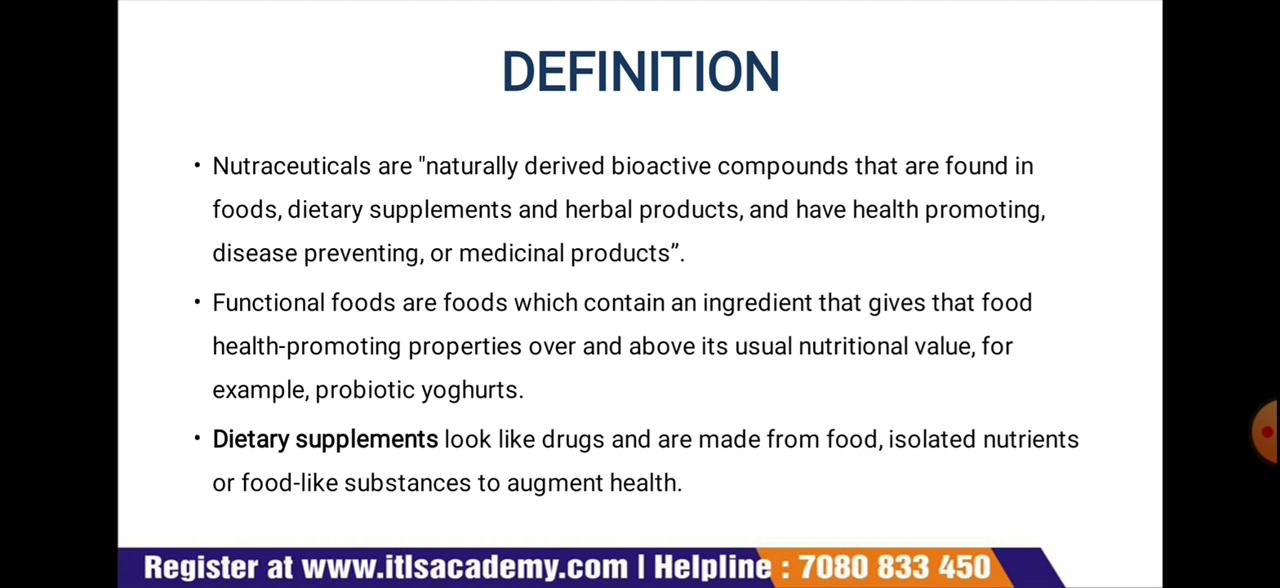 DEFINITION
• Nutraceuticals are "naturally derived bioactive compounds that are found in
foods, dietary supplements and herbal products, and have health promoting,
disease preventing, or medicinal products”.
• Functional foods are foods which contain an ingredient that gives that food
health-promoting properties over and above its usual nutritional value, for
example, probiotic yoghurts.
• Dietary supplements look like drugs and are made from food, isolated nutrients
or food-like substances to augment health.
Register at www.itlsacademy.com | Helpline : 7080 833 450